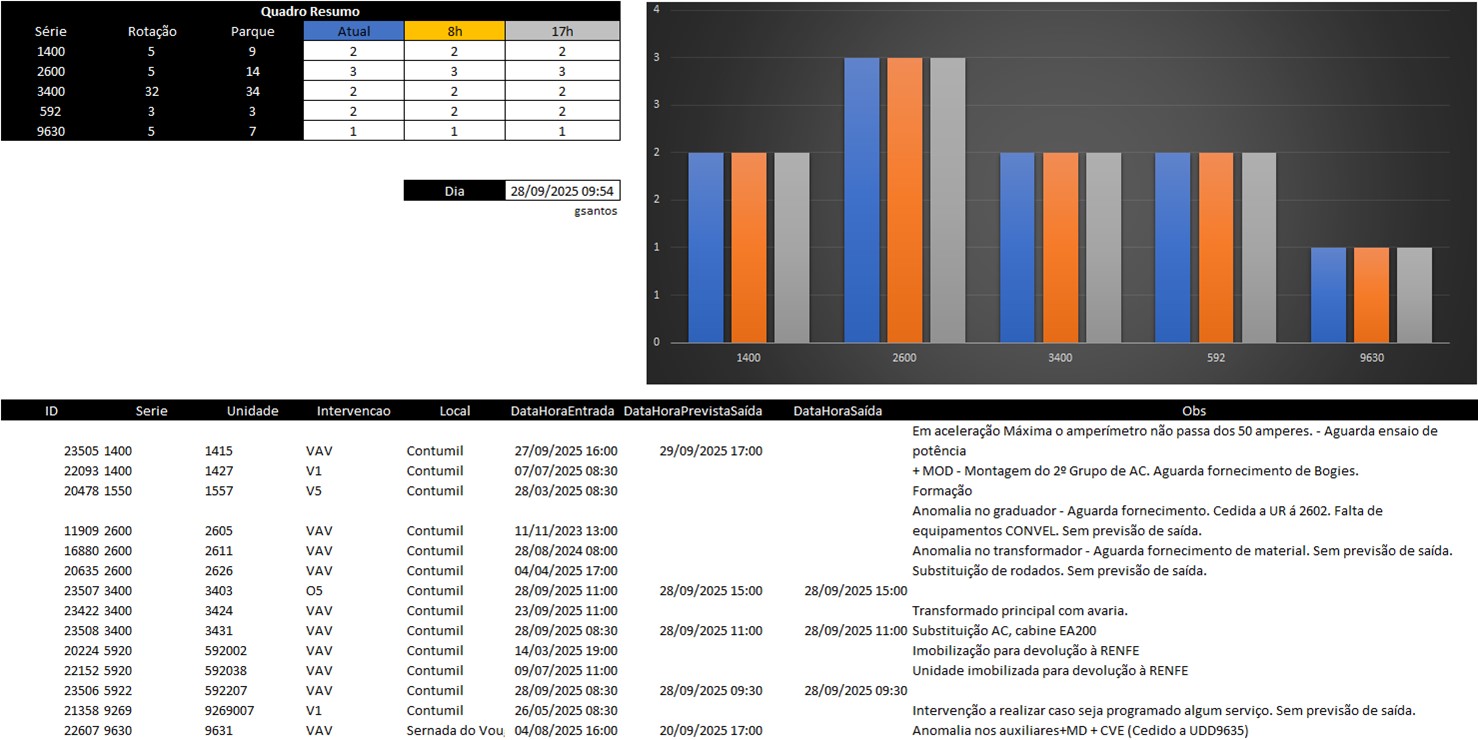 Quadro Resumo
Série Rotação Parque Atual 8h 17h
1400 5 9 2 2 2
2600 5 14 3 3 3
3400 32 34 2 2 2
592 3 3 2 2 2
9630 5 7 1 1 1
Dia 28/09/2025 09:54
gsantos
4
3
3
2
2
1
1
0
1400 2600 3400 592 9630
ID Serie Unidade Intervencao Local DataHoraEntrada DataHoraPrevistaSaída DataHoraSaída Obs
Em aceleração Máxima o amperímetro não passa dos 50 amperes. - Aguarda ensaio de
23505 1400 1415 VAV Contumil 27/09/2025 16:00 29/09/2025 17:00 potência
22093 1400 1427 V1 Contumil 07/07/2025 08:30 + MOD - Montagem do 2º Grupo de AC. Aguarda fornecimento de Bogies.
20478 1550 1557 V5 Contumil 28/03/2025 08:30 Formação
Anomalia no graduador - Aguarda fornecimento. Cedida a UR á 2602. Falta de
11909 2600 2605 VAV Contumil 11/11/2023 13:00 equipamentos CONVEL. Sem previsão de saída.
16880 2600 2611 VAV Contumil 28/08/2024 08:00 Anomalia no transformador - Aguarda fornecimento de material. Sem previsão de saída.
20635 2600 2626 VAV Contumil 04/04/2025 17:00 Substituição de rodados. Sem previsão de saída.
23507 3400 3403 O5 Contumil 28/09/2025 11:00 28/09/2025 15:00 28/09/2025 15:00
23422 3400 3424 VAV Contumil 23/09/2025 11:00 Transformado principal com avaria.
23508 3400 3431 VAV Contumil 28/09/2025 08:30 28/09/2025 11:00 28/09/2025 11:00 Substituição AC, cabine EA200
20224 5920 592002 VAV Contumil 14/03/2025 19:00 Imobilização para devolução à RENFE
22152 5920 592038 VAV Contumil 09/07/2025 11:00 Unidade imobilizada para devolução à RENFE
23506 5922 592207 VAV Contumil 28/09/2025 08:30 28/09/2025 09:30 28/09/2025 09:30
21358 9269 9269007 V1 Contumil 26/05/2025 08:30 Intervenção a realizar caso seja programado algum serviço. Sem previsão de saída.
22607 9630 9631 VAV Sernada do Vou 04/08/2025 16:00 20/09/2025 17:00 Anomalia nos auxiliares+MD + CVE (Cedido a UDD9635)